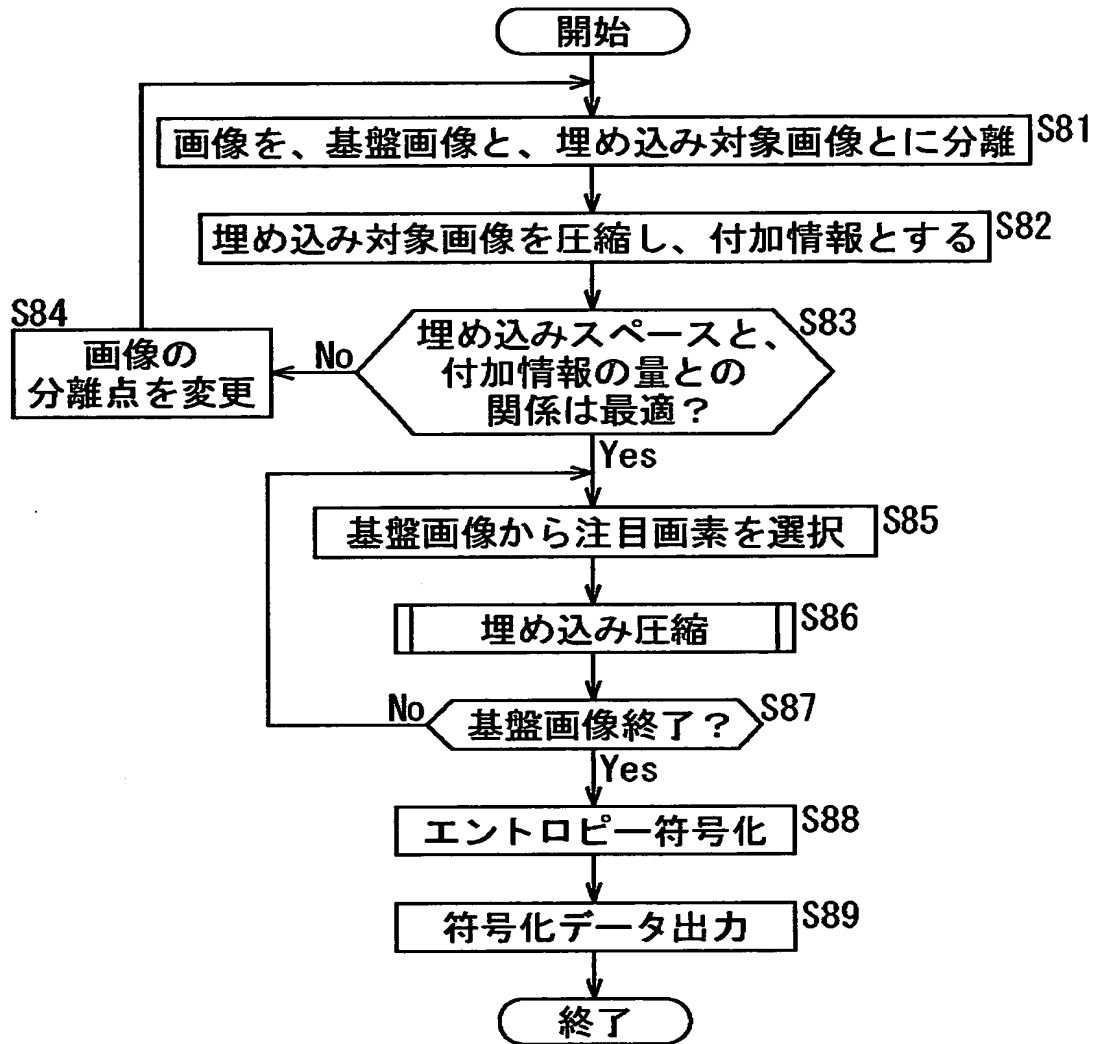 開始
画像を、基盤画像と、埋め込み対象画像とに分離
S81
埋め込み対象画像を圧縮し、付加情報とする
S82
埋め込みスペースと、
付加情報の量との
関係は最適？
S83
No
S84
画像の
分離点を変更
Yes
基盤画像から注目画素を選択
S85
埋め込み圧縮
S86
基盤画像終了？
S87
No
Yes
エントロピー符号化
S88
符号化データ出力
S89
終了